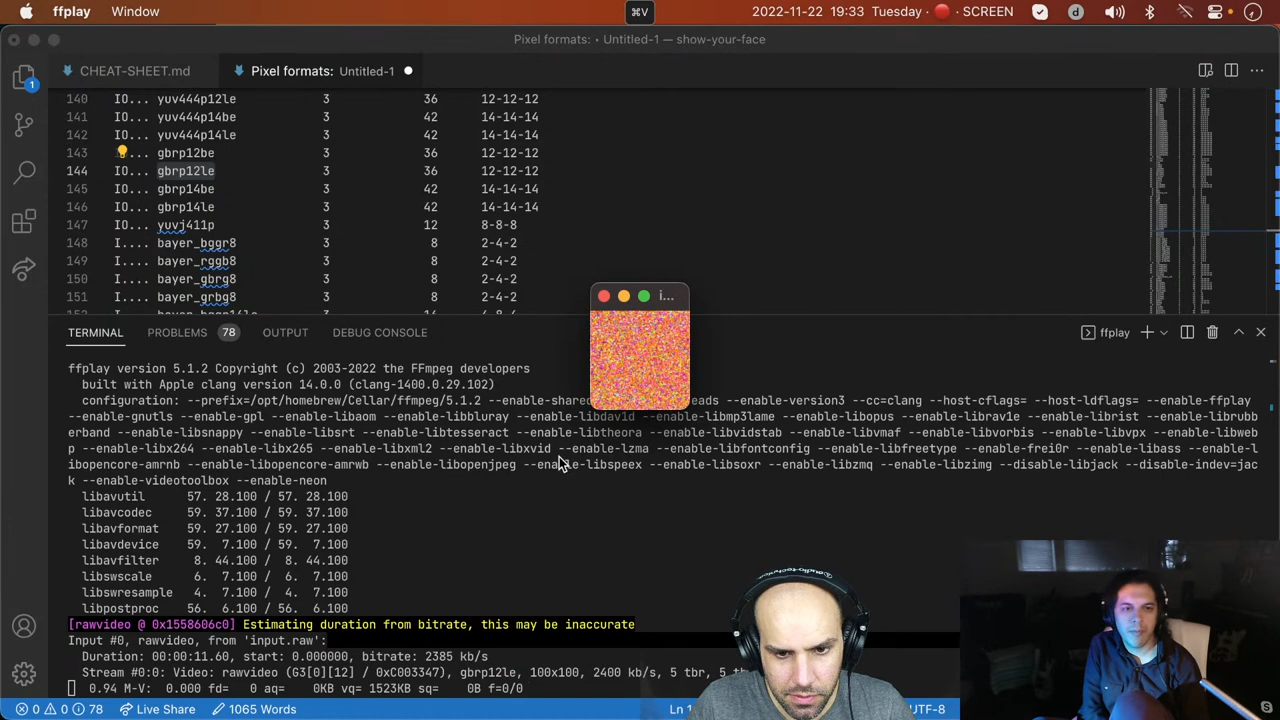 ffplay Window ⌘V 2022-11-22 19:33 Tuesday SCREEN
Pixel formats: • Untitled-1 — show-your-face
CHEAT-SHEET.md Pixel formats: Untitled-1
140 IO... yuv444p12le 3 36 12-12-12
141 IO... yuv444p14be 3 42 14-14-14
142 IO... yuv444p14le 3 42 14-14-14
143 IO... gbrp12be 3 36 12-12-12
144 IO... gbrp12le 3 36 12-12-12
145 IO... gbrp14be 3 42 14-14-14
146 IO... gbrp14le 3 42 14-14-14
147 IO... yuvj411p 3 12 8-8-8
148 I.... bayer_bggr8 3 8 2-4-2
149 I.... bayer_rggb8 3 8 2-4-2
150 I.... bayer_gbrg8 3 8 2-4-2
151 I.... bayer_grbg8 3 8 2-4-2
i...
TERMINAL PROBLEMS 78 OUTPUT DEBUG CONSOLE ffplay
ffplay version 5.1.2 Copyright (c) 2003-2022 the FFmpeg developers
built with Apple clang version 14.0.0 (clang-1400.0.29.102)
configuration: --prefix=/opt/homebrew/Cellar/ffmpeg/5.1.2 --enable-share eads --enable-version3 --cc=clang --host-cflags= --host-ldflags= --enable-ffplay
--enable-gnutls --enable-gpl --enable-libaom --enable-libbluray --enable-libdav1d --enable-libmp3lame --enable-libopus --enable-librav1e --enable-librist --enable-librubb
erband --enable-libsnappy --enable-libsrt --enable-libtesseract --enable-libtheora --enable-libvidstab --enable-libvmaf --enable-libvorbis --enable-libvpx --enable-libweb
p --enable-libx264 --enable-libx265 --enable-libxml2 --enable-libxvid --enable-lzma --enable-libfontconfig --enable-libfreetype --enable-frei0r --enable-libass --enable-l
ibopencore-amrnb --enable-libopencore-amrwb --enable-libopenjpeg --enable-libspeex --enable-libsoxr --enable-libzmq --enable-libzimg --disable-libjack --disable-indev=jac
k --enable-videotoolbox --enable-neon
libavutil 57. 28.100 / 57. 28.100
libavcodec 59. 37.100 / 59. 37.100
libavformat 59. 27.100 / 59. 27.100
libavdevice 59. 7.100 / 59. 7.100
libavfilter 8. 44.100 / 8. 44.100
libswscale 6. 7.100 / 6. 7.100
libswresample 4. 7.100 / 4. 7.100
libpostproc 56. 6.100 / 56. 6.100
[rawvideo @ 0x1558606c0] Estimating duration from bitrate, this may be inaccurate
Input #0, rawvideo, from 'input.raw':
Duration: 00:00:11.60, start: 0.000000, bitrate: 2385 kb/s
Stream #0:0: Video: rawvideo (G3[0][12] / 0xC003347), gbrp12le, 100x100, 2400 kb/s, 5 tbr, 5 t
0.94 M-V: 0.000 fd= 0 aq= 0KB vq= 1523KB sq= 0B f=0/0
0 0 78 Live Share 1065 Words UTF-8
audio-technica